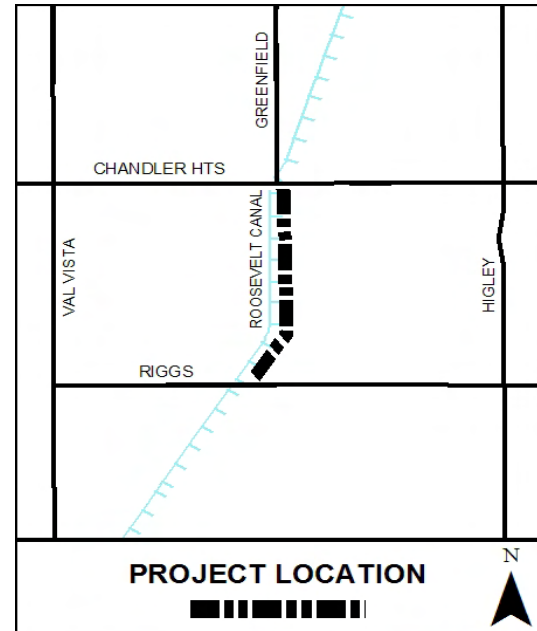 GREENFIELD
CHANDLER HTS
ROOSEVELT CANAL
VAL VISTA
HIGLEY
RIGGS
PROJECT LOCATION
N